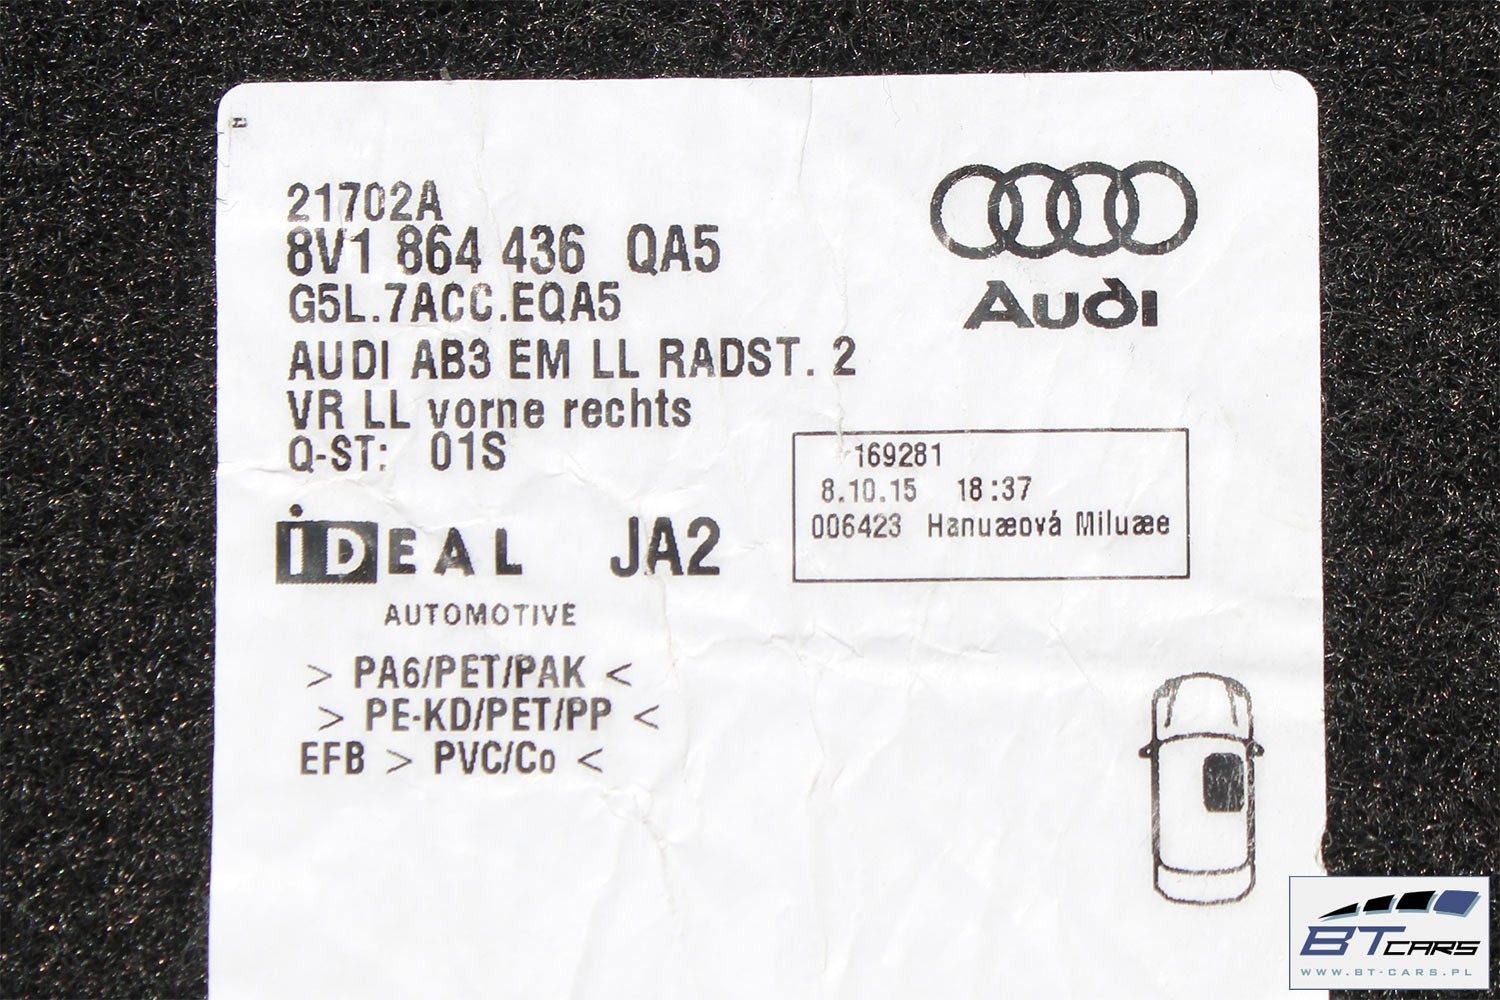 21702A
8V1 864 436 QA5
G5L.7ACC.EQA5
AUDI AB3 EM LL RADST. 2
VR LL vorne rechts
Q-ST: 01S
Audi
169281
8.10.15 18:37
006423 Hanuæová Miluæe
iDEAL JA2
AUTOMOTIVE
> PA6/PET/PAK <
> PE-KD/PET/PP <
EFB > PVC/Co <
BT CARS
WWW.BT-CARS.PL